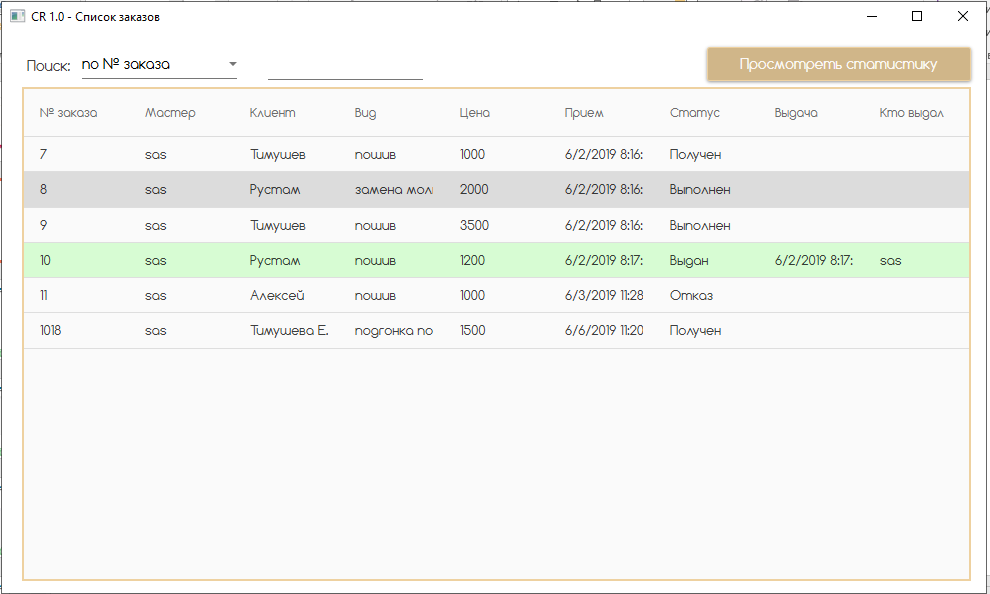 CR 1.0 - Список заказов
Поиск: по № заказа Просмотреть статистику
№ заказа Мастер Клиент Вид Цена Прием Статус Выдача Кто выдал
7 sas Тимушев пошив 1000 6/2/2019 8:16: Получен
8 sas Рустам замена мол 2000 6/2/2019 8:16: Выполнен
9 sas Тимушев пошив 3500 6/2/2019 8:16: Выполнен
10 sas Рустам пошив 1200 6/2/2019 8:17: Выдан 6/2/2019 8:17: sas
11 sas Алексей пошив 1000 6/3/2019 11:28 Отказ
1018 sas Тимушева Е. подгонка по 1500 6/6/2019 11:20 Получен